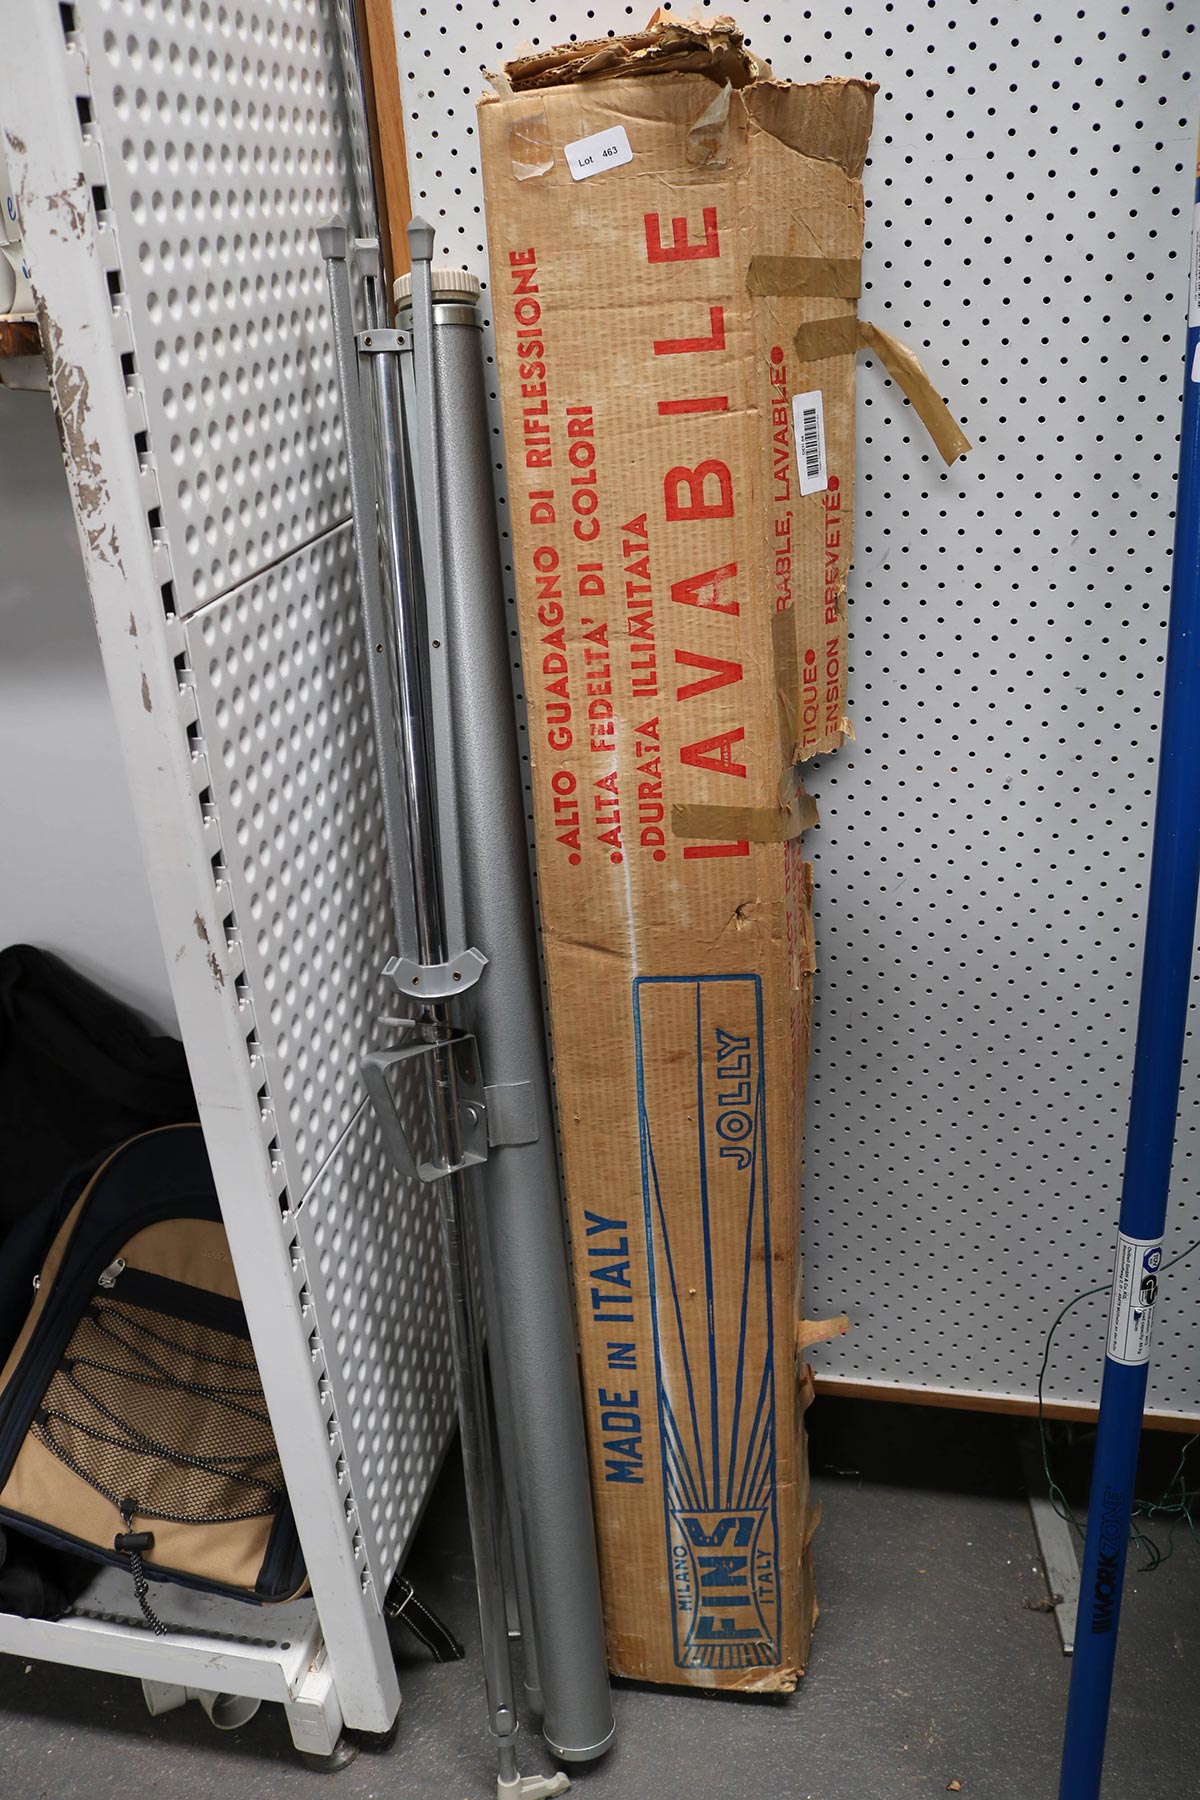 Lot 463
LAVABILE
•ALTO GUADAGNO DI RIFLESSIONE
•ALTA FEDELTA' DI COLORI
•DURATA ILLIMITATA
RABLE, LAVABLE•
TIQUE•
ENSION BREVETÉ•
MADE IN ITALY
JOLLY
MILANO
FINS
ITALY
WORKZONE